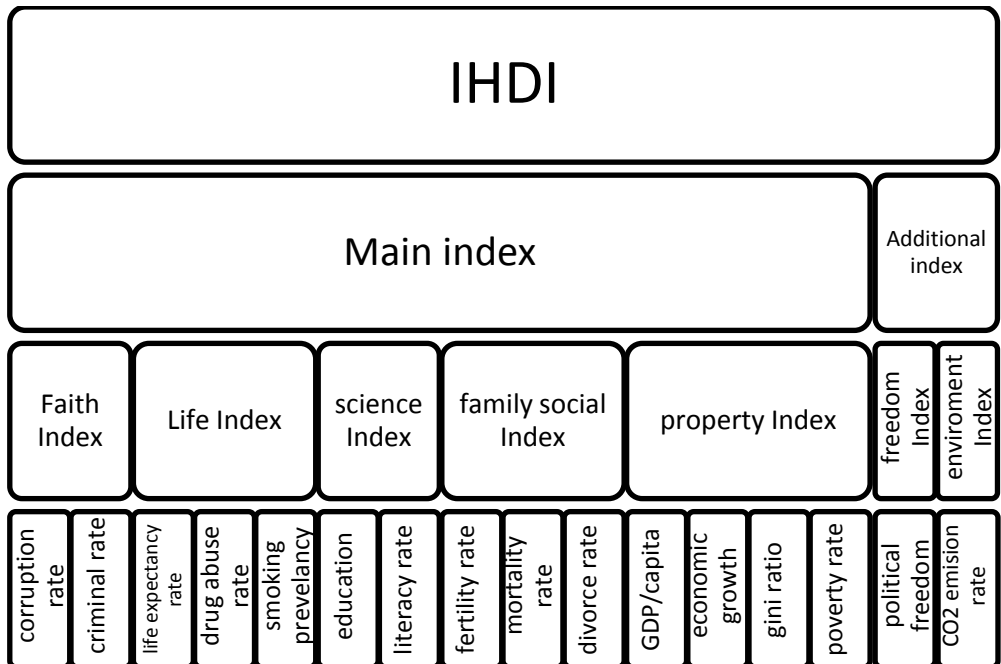 IHDI
Main index
Additional
index
Faith
Index
Life Index
science
Index
family social
Index
property Index
freedom
Index
enviroment
Index
corruption
rate
criminal rate
life expectancy
rate
drug abuse
rate
smoking
prevelancy
education
literacy rate
fertility rate
mortality
rate
divorce rate
GDP/capita
economic
growth
gini ratio
poverty rate
political
freedom
CO2 emision
rate